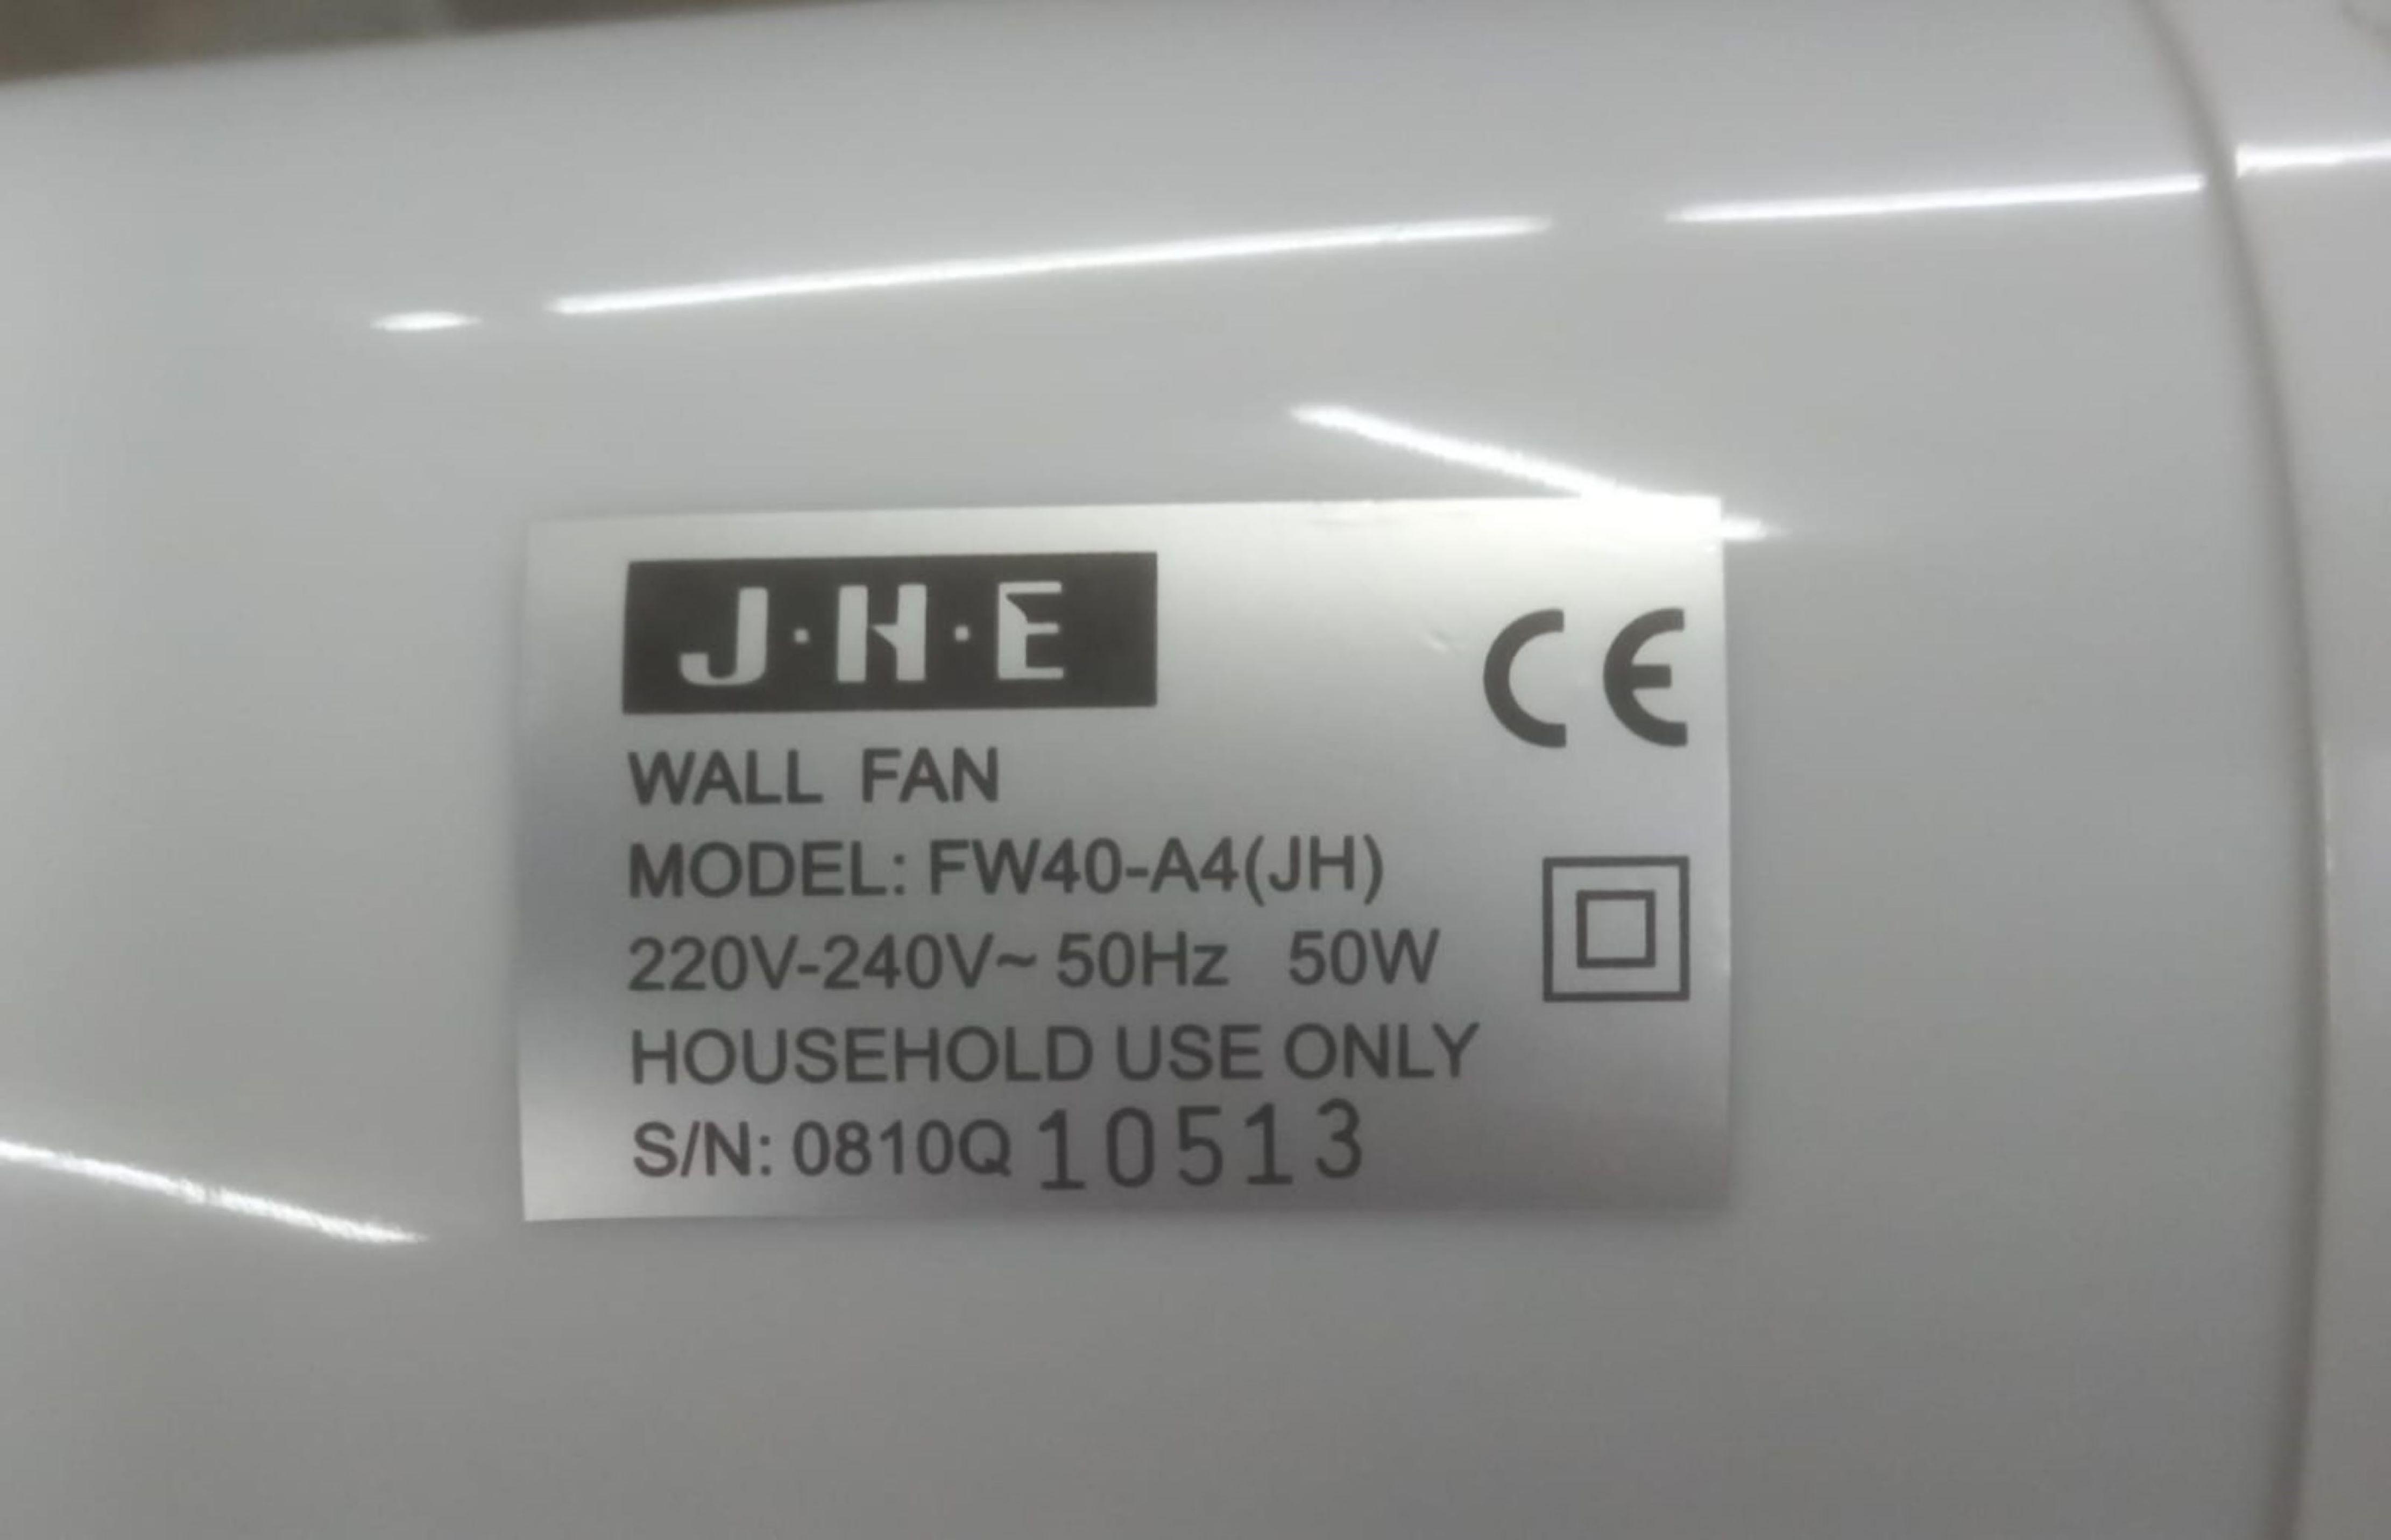 J·H·E
CE
WALL FAN
MODEL: FW40-A4(JH)
220V-240V~ 50Hz 50W
HOUSEHOLD USE ONLY
S/N: 0810Q 10513